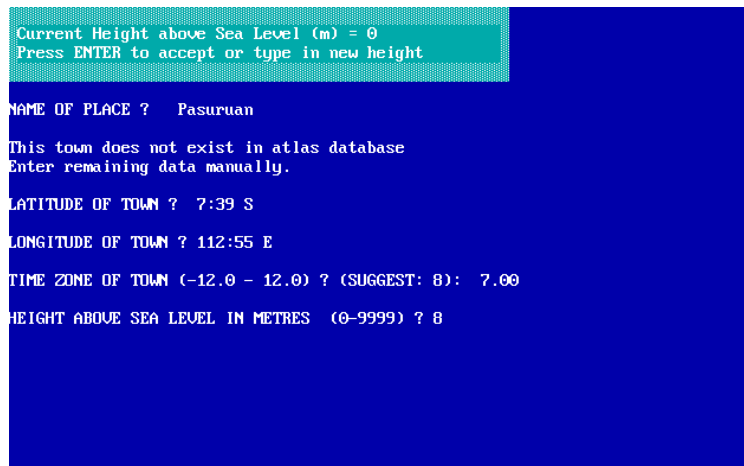 Current Height above Sea Level (m) = 0
Press ENTER to accept or type in new height
NAME OF PLACE ? Pasuruan
This town does not exist in atlas database
Enter remaining data manually.
LATITUDE OF TOWN ? 7:39 S
LONGITUDE OF TOWN ? 112:55 E
TIME ZONE OF TOWN (-12.0 - 12.0) ? (SUGGEST: 8): 7.00
HEIGHT ABOVE SEA LEVEL IN METRES (0-9999) ? 8